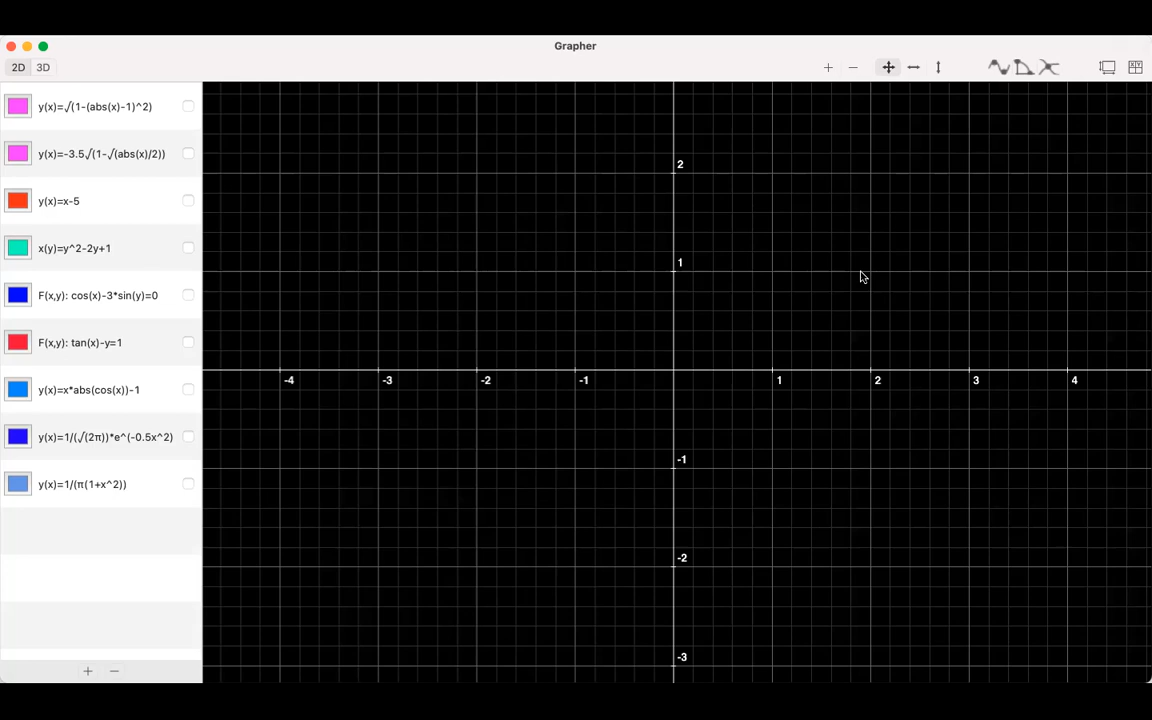 Grapher
2D 3D
y(x)=√(1-(abs(x)-1)^2)
y(x)=-3.5√(1-√(abs(x)/2))
y(x)=x-5
x(y)=y^2-2y+1
F(x,y): cos(x)-3*sin(y)=0
F(x,y): tan(x)-y=1
y(x)=x*abs(cos(x))-1
y(x)=1/(√(2π))*e^(-0.5x^2)
y(x)=1/(π(1+x^2))
2
1
-4 -3 -2 -1 1 2 3 4
-1
-2
-3